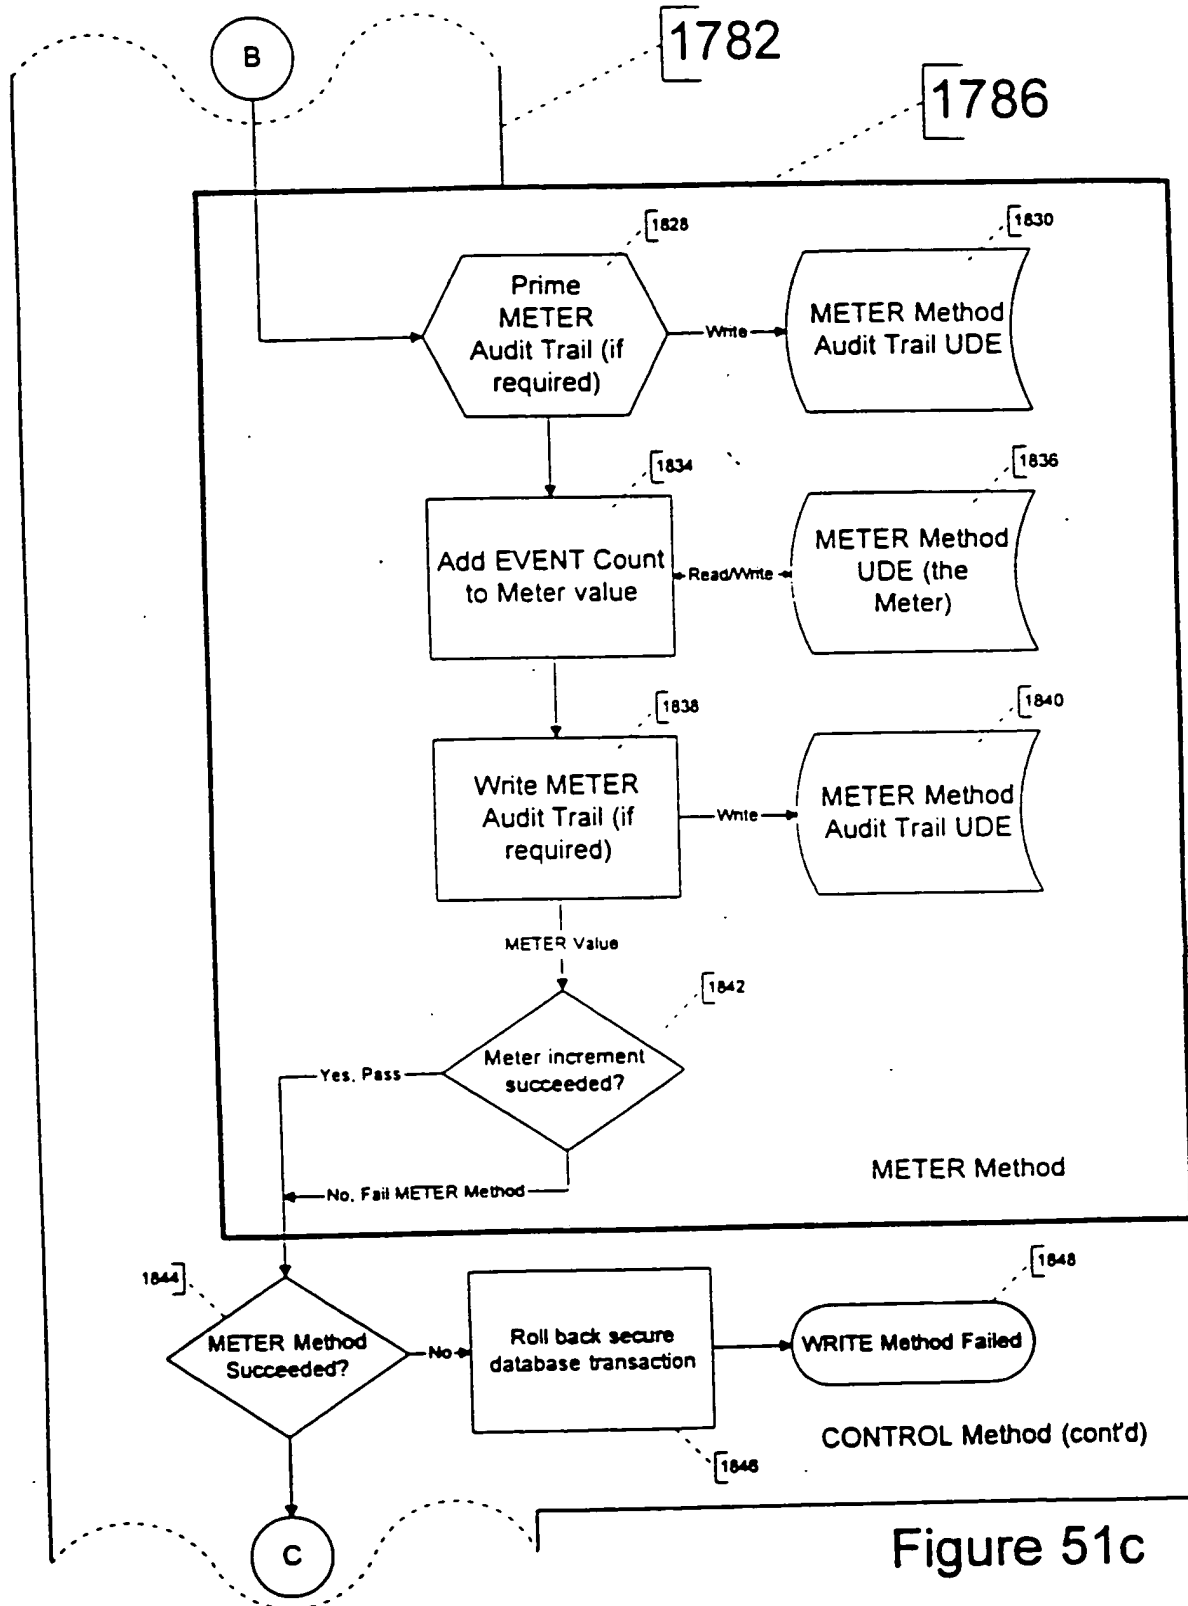 B
1782
1786
1828
Prime
METER
Audit Trail (if
required)
Write
1830
METER Method
Audit Trail UDE
1834
Add EVENT Count
to Meter value
Read/Write
1836
METER Method
UDE (the
Meter)
1838
Write METER
Audit Trail (if
required)
Write
1840
METER Method
Audit Trail UDE
METER Value
1842
Meter increment
succeeded?
Yes, Pass
No, Fail METER Method
METER Method
1844
METER Method
Succeeded?
No
Roll back secure
database transaction
1846
1848
WRITE Method Failed
CONTROL Method (cont'd)
C
Figure 51c